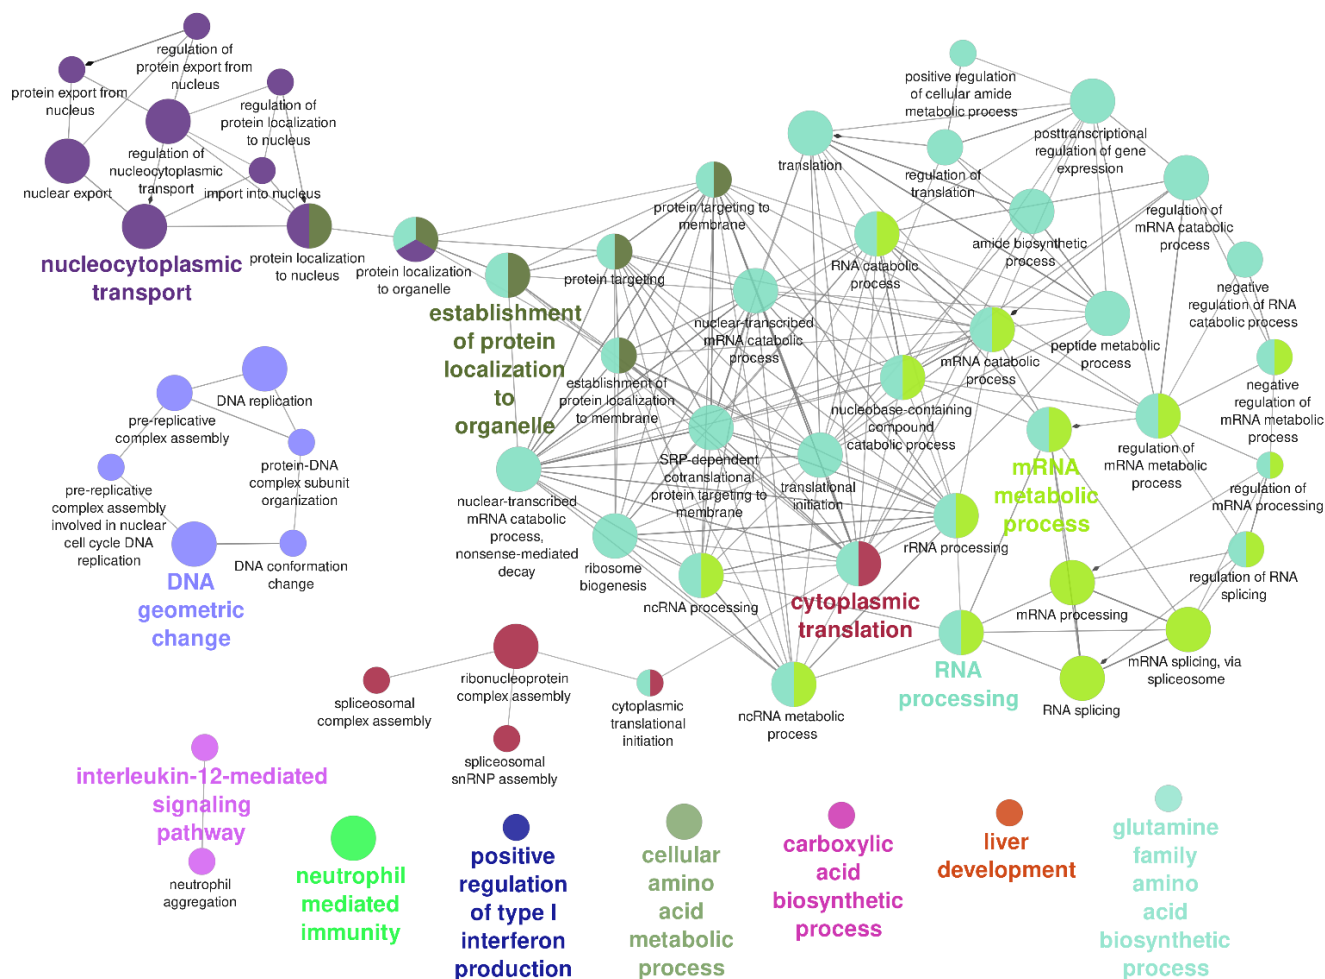 regulation of
protein export from
nucleus
protein export from
nucleus
regulation of
protein localization
to nucleus
regulation of
nucleocytoplasmic
transport
nuclear export
import into nucleus
nucleocytoplasmic
transport
protein localization
to nucleus
protein localization
to organelle
establishment
of protein
localization
to
organelle
protein targeting to
membrane
protein targeting
establishment of
protein localization
to membrane
positive regulation
of cellular amide
metabolic process
translation
regulation of
translation
posttranscriptional
regulation of gene
expression
regulation of
mRNA catabolic
process
amide biosynthetic
process
RNA catabolic
process
negative
regulation of RNA
catabolic process
nuclear-transcribed
mRNA catabolic
process
mRNA catabolic
process
peptide metabolic
process
negative
regulation of
mRNA metabolic
process
nucleobase-containing
compound
catabolic process
mRNA
metabolic
process
regulation of
mRNA metabolic
process
regulation of
mRNA processing
SRP-dependent
cotranslational
protein targeting to
membrane
translational
initiation
nuclear-transcribed
mRNA catabolic
process,
nonsense-mediated
decay
ribosome
biogenesis
ncRNA processing
rRNA processing
cytoplasmic
translation
regulation of RNA
splicing
mRNA processing
mRNA splicing, via
spliceosome
RNA
processing
RNA splicing
ncRNA metabolic
process
DNA replication
pre-replicative
complex assembly
protein-DNA
complex subunit
organization
pre-replicative
complex assembly
involved in nuclear
cell cycle DNA
replication
DNA conformation
change
DNA
geometric
change
ribonucleoprotein
complex assembly
spliceosomal
complex assembly
cytoplasmic
translational
initiation
spliceosomal
snRNP assembly
interleukin-12-mediated
signaling
pathway
neutrophil
aggregation
neutrophil
mediated
immunity
positive
regulation
of type I
interferon
production
cellular
amino
acid
metabolic
process
carboxylic
acid
biosynthetic
process
liver
development
glutamine
family
amino
acid
biosynthetic
process